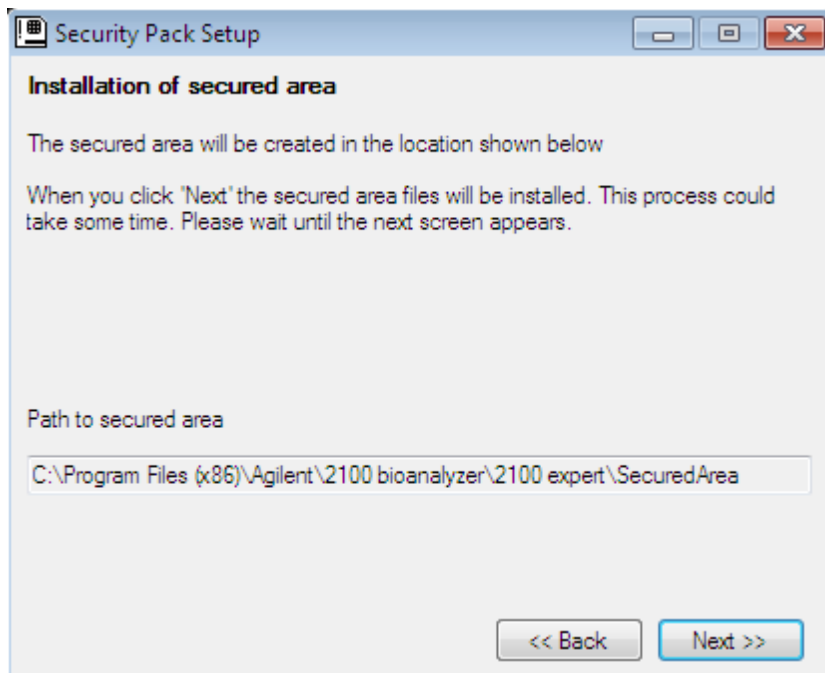 Security Pack Setup
Installation of secured area
The secured area will be created in the location shown below
When you click 'Next' the secured area files will be installed. This process could
take some time. Please wait until the next screen appears.
Path to secured area
C:\Program Files (x86)\Agilent\2100 bioanalyzer\2100 expert\SecuredArea
<< Back
Next >>